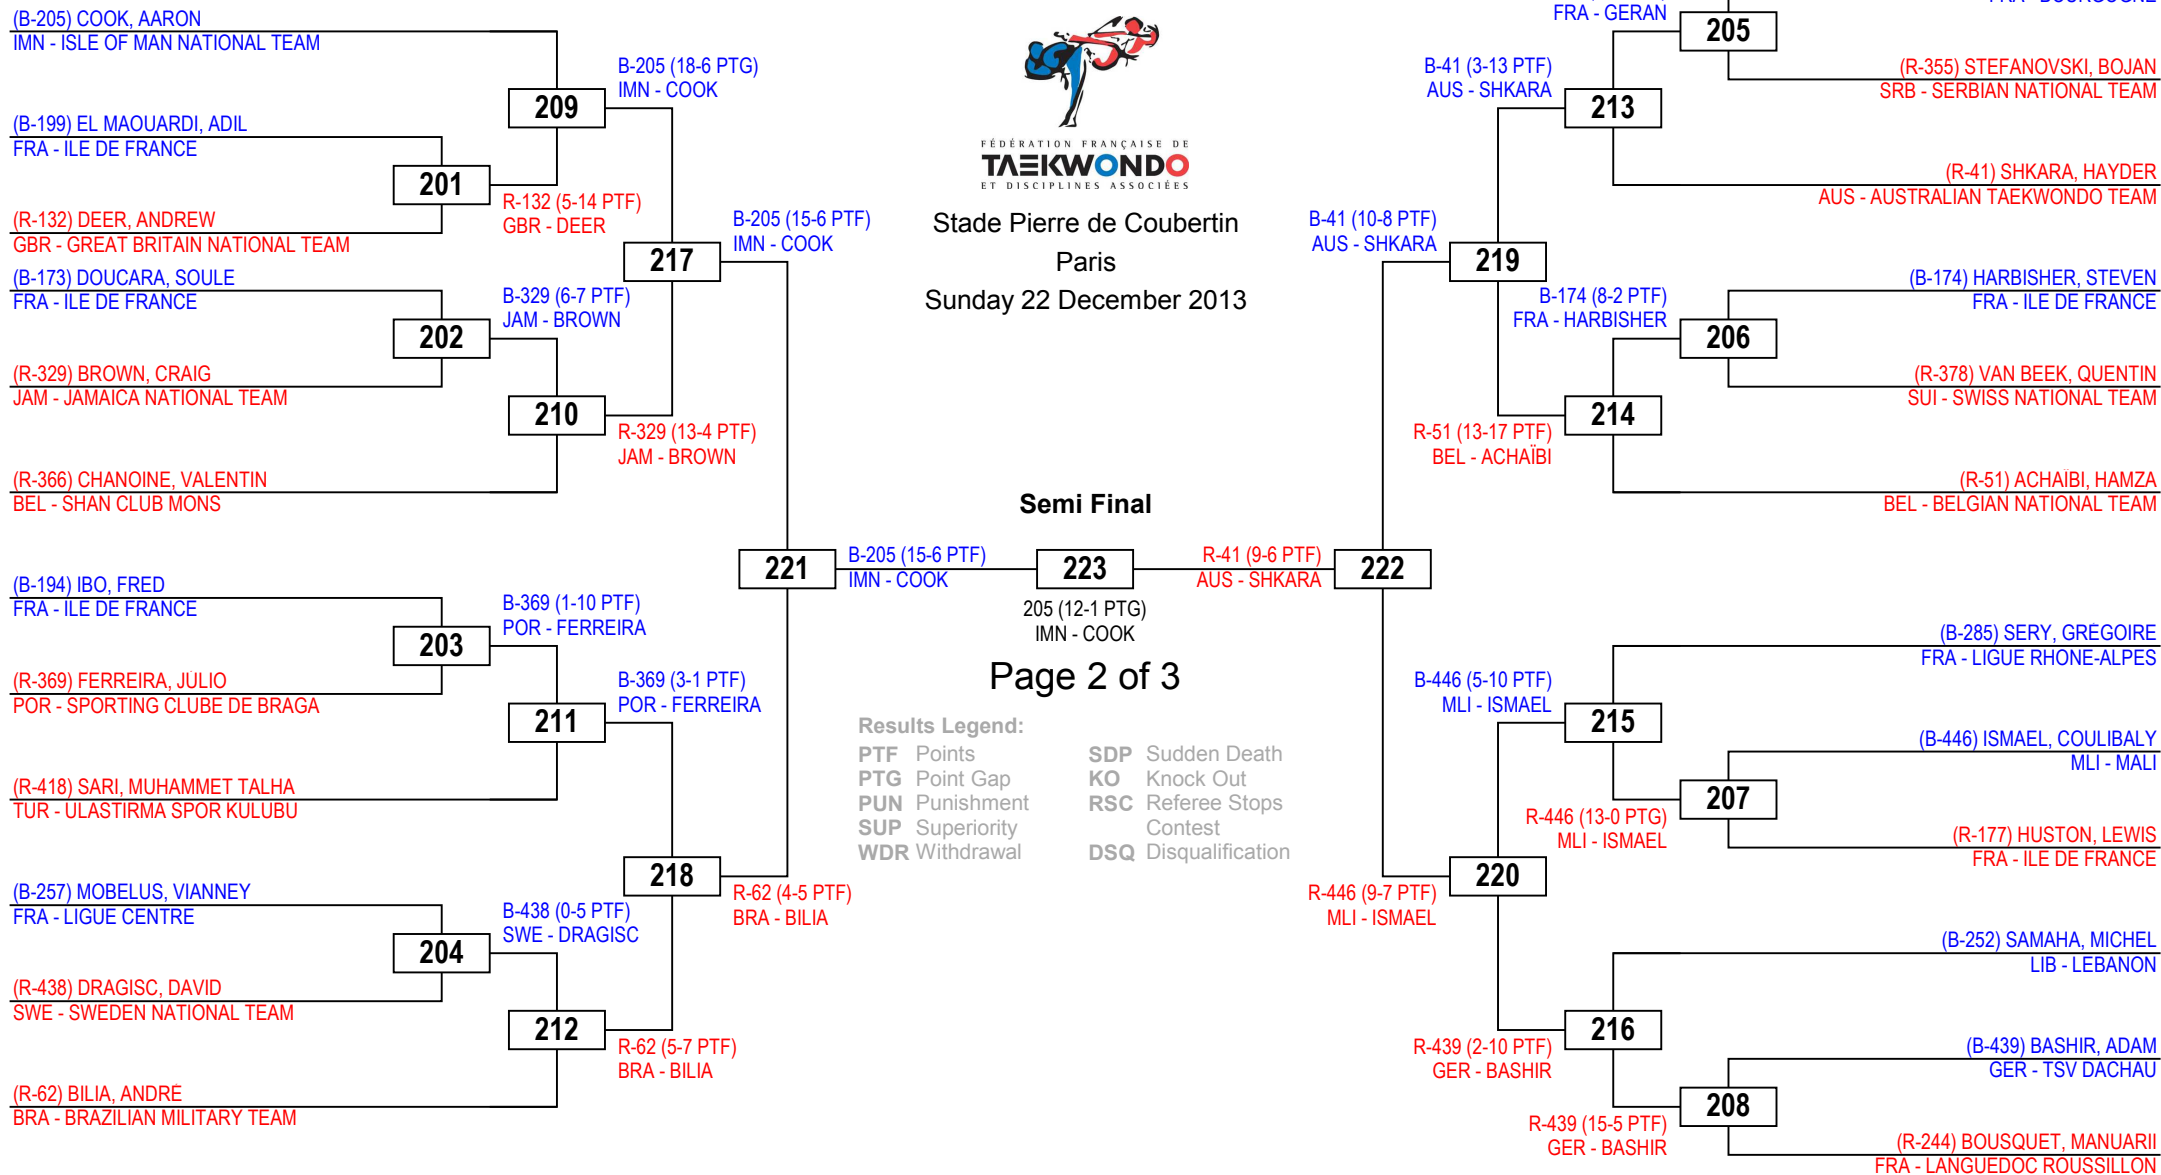 (B-205) COOK, AARON
IMN - ISLE OF MAN NATIONAL TEAM
(B-199) EL MAOUARDI, ADIL
FRA - ILE DE FRANCE
(R-132) DEER, ANDREW
GBR - GREAT BRITAIN NATIONAL TEAM
(B-173) DOUCARA, SOULE
FRA - ILE DE FRANCE
(R-329) BROWN, CRAIG
JAM - JAMAICA NATIONAL TEAM
(R-366) CHANOINE, VALENTIN
BEL - SHAN CLUB MONS
(B-194) IBO, FRED
FRA - ILE DE FRANCE
(R-369) FERREIRA, JÚLIO
POR - SPORTING CLUBE DE BRAGA
(R-418) SARI, MUHAMMET TALHA
TUR - ULASTIRMA SPOR KULUBU
(B-257) MOBELUS, VIANNEY
FRA - LIGUE CENTRE
(R-438) DRAGISC, DAVID
SWE - SWEDEN NATIONAL TEAM
(R-62) BILIA, ANDRÉ
BRA - BRAZILIAN MILITARY TEAM
201
202
203
204
R-132 (5-14 PTF)
GBR - DEER
B-329 (6-7 PTF)
JAM - BROWN
B-369 (1-10 PTF)
POR - FERREIRA
B-438 (0-5 PTF)
SWE - DRAGISC
209
210
211
212
B-205 (18-6 PTG)
IMN - COOK
R-329 (13-4 PTF)
JAM - BROWN
B-369 (3-1 PTF)
POR - FERREIRA
R-62 (5-7 PTF)
BRA - BILIA
217
218
B-205 (15-6 PTF)
IMN - COOK
R-62 (4-5 PTF)
BRA - BILIA
221
B-205 (15-6 PTF)
IMN - COOK
FÉDÉRATION FRANÇAISE DE
TAEKWONDO
ET DISCIPLINES ASSOCIÉES
Stade Pierre de Coubertin
Paris
Sunday 22 December 2013
Semi Final
223
205 (12-1 PTG)
IMN - COOK
Page 2 of 3
Results Legend:
PTF Points
PTG Point Gap
PUN Punishment
SUP Superiority
WDR Withdrawal
SDP Sudden Death
KO Knock Out
RSC Referee Stops
Contest
DSQ Disqualification
R-41 (9-6 PTF)
AUS - SHKARA
222
B-41 (10-8 PTF)
AUS - SHKARA
R-446 (9-7 PTF)
MLI - ISMAEL
219
220
B-41 (3-13 PTF)
AUS - SHKARA
R-51 (13-17 PTF)
BEL - ACHAÏBI
B-446 (5-10 PTF)
MLI - ISMAEL
R-439 (2-10 PTF)
GER - BASHIR
213
214
215
216
FRA - GERAN
B-174 (8-2 PTF)
FRA - HARBISHER
R-446 (13-0 PTG)
MLI - ISMAEL
R-439 (15-5 PTF)
GER - BASHIR
205
206
207
208
(R-355) STEFANOVSKI, BOJAN
SRB - SERBIAN NATIONAL TEAM
(R-41) SHKARA, HAYDER
AUS - AUSTRALIAN TAEKWONDO TEAM
(B-174) HARBISHER, STEVEN
FRA - ILE DE FRANCE
(R-378) VAN BEEK, QUENTIN
SUI - SWISS NATIONAL TEAM
(R-51) ACHAÏBI, HAMZA
BEL - BELGIAN NATIONAL TEAM
(B-285) SERY, GRÉGOIRE
FRA - LIGUE RHONE-ALPES
(B-446) ISMAEL, COULIBALY
MLI - MALI
(R-177) HUSTON, LEWIS
FRA - ILE DE FRANCE
(B-252) SAMAHA, MICHEL
LIB - LEBANON
(B-439) BASHIR, ADAM
GER - TSV DACHAU
(R-244) BOUSQUET, MANUARII
FRA - LANGUEDOC ROUSSILLON